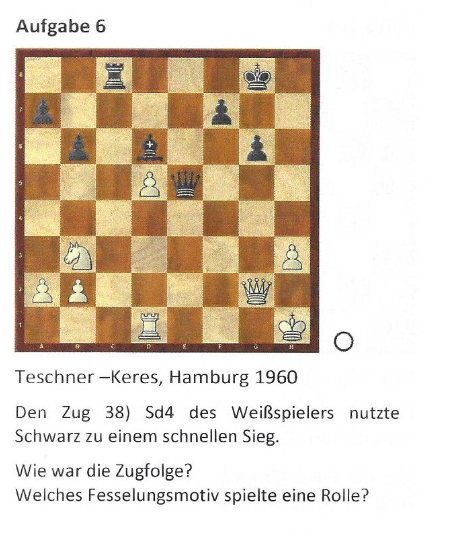 Aufgabe 6
8
7
6
5
4
3
2
1
A B C D E F G H
Teschner –Keres, Hamburg 1960
Den Zug 38) Sd4 des Weißspielers nutzte
Schwarz zu einem schnellen Sieg.
Wie war die Zugfolge?
Welches Fesselungsmotiv spielte eine Rolle?